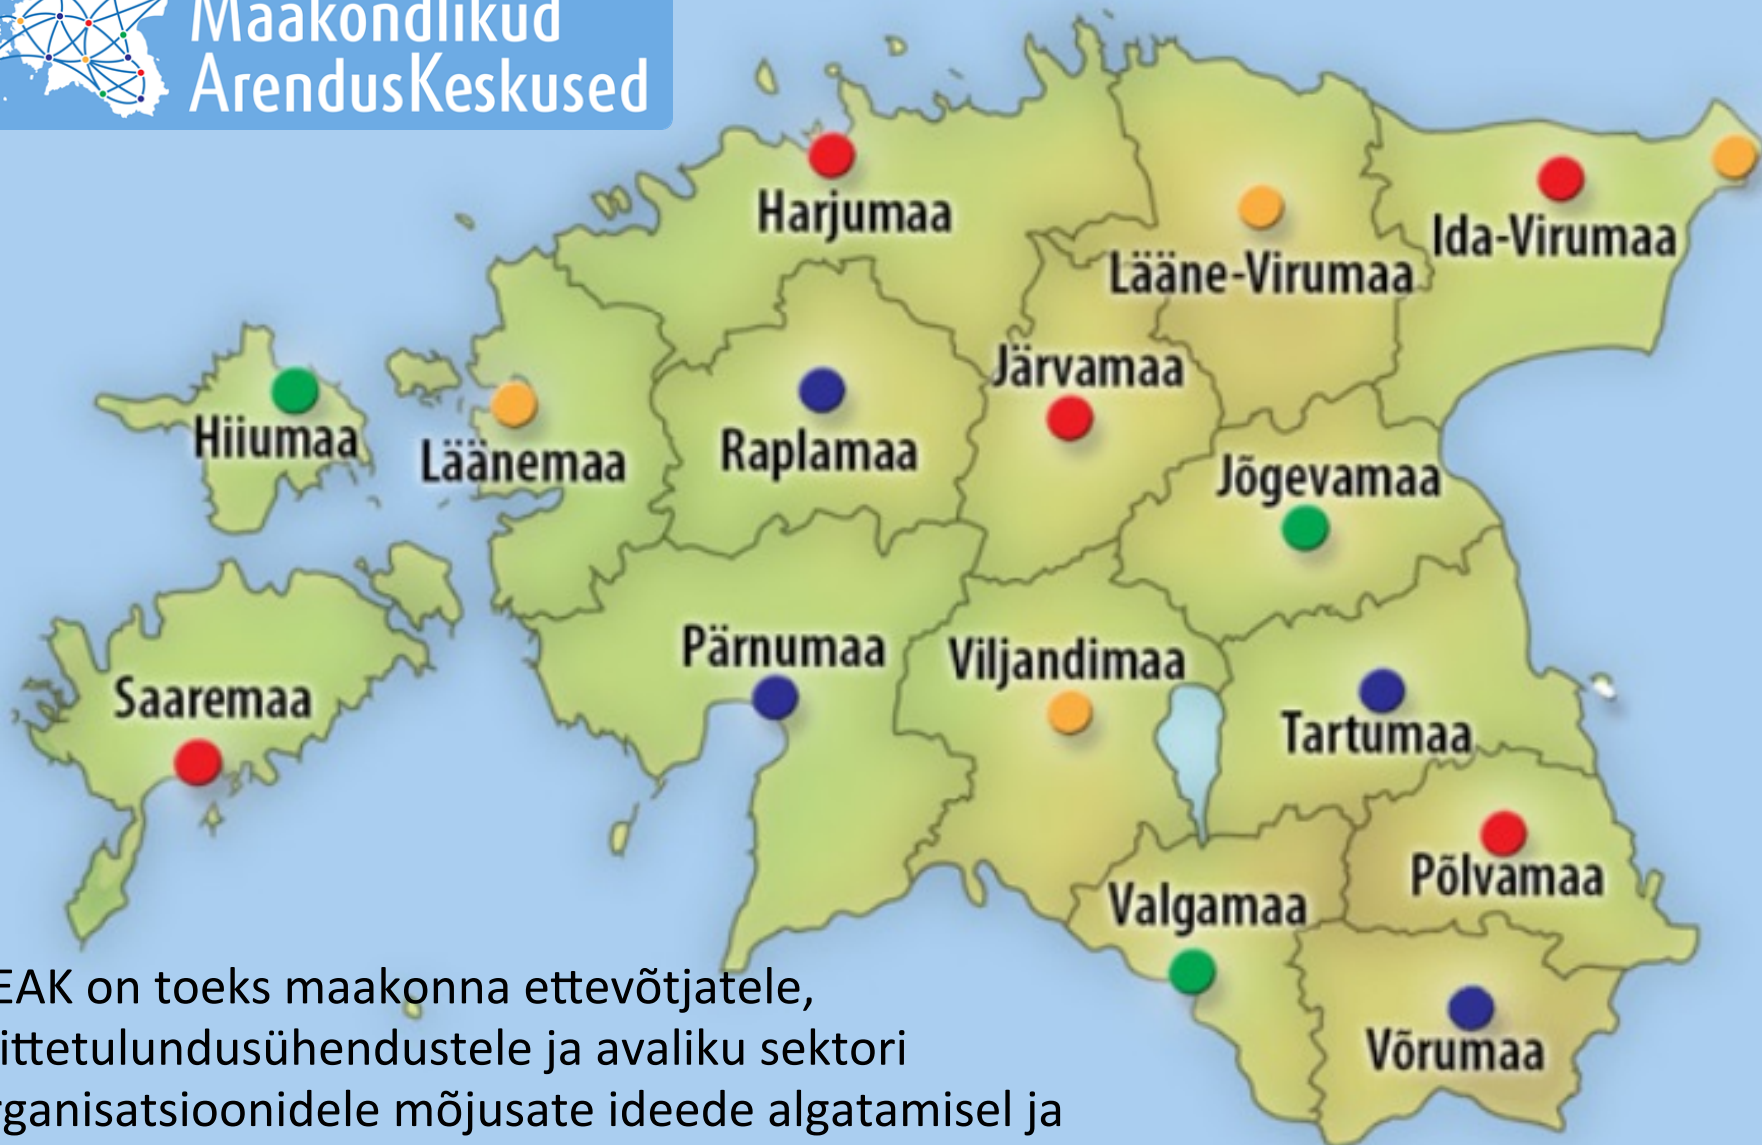 Maakondlikud
ArendusKeskused
Harjumaa
Ida-Virumaa
Lääne-Virumaa
Järvamaa
Hiiumaa
Läänemaa
Raplamaa
Jõgevamaa
Pärnumaa
Viljandimaa
Saaremaa
Tartumaa
Põlvamaa
Valgamaa
Võrumaa
EAK on toeks maakonna ettevõtjatele,
ittetulundusühendustele ja avaliku sektori
rganisatsioonidele mõjusate ideede algatamisel ja